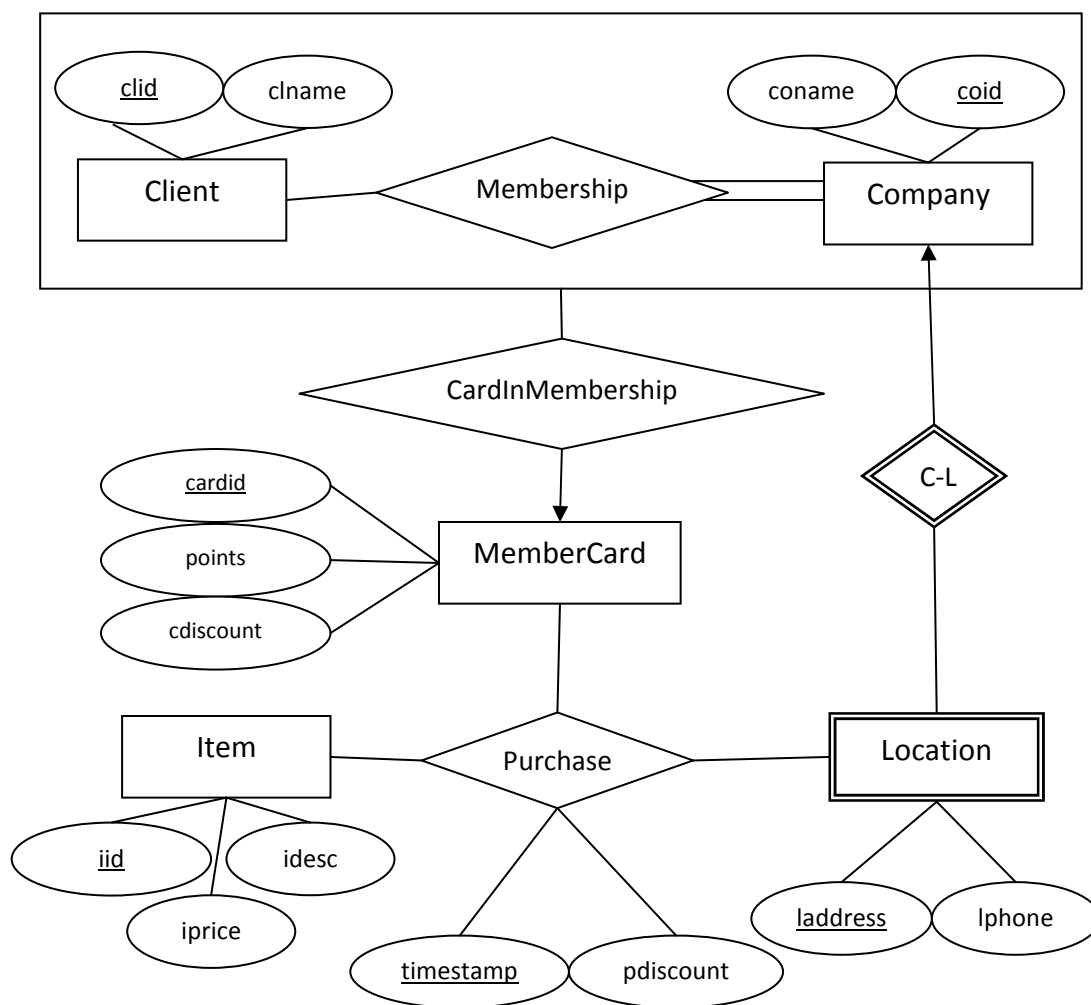 clid
clname
coname
coid
Client
Membership
Company
CardInMembership
C-L
cardid
points
cdiscount
MemberCard
Item
Purchase
Location
iid
idesc
iprice
timestamp
pdiscount
laddress
lphone